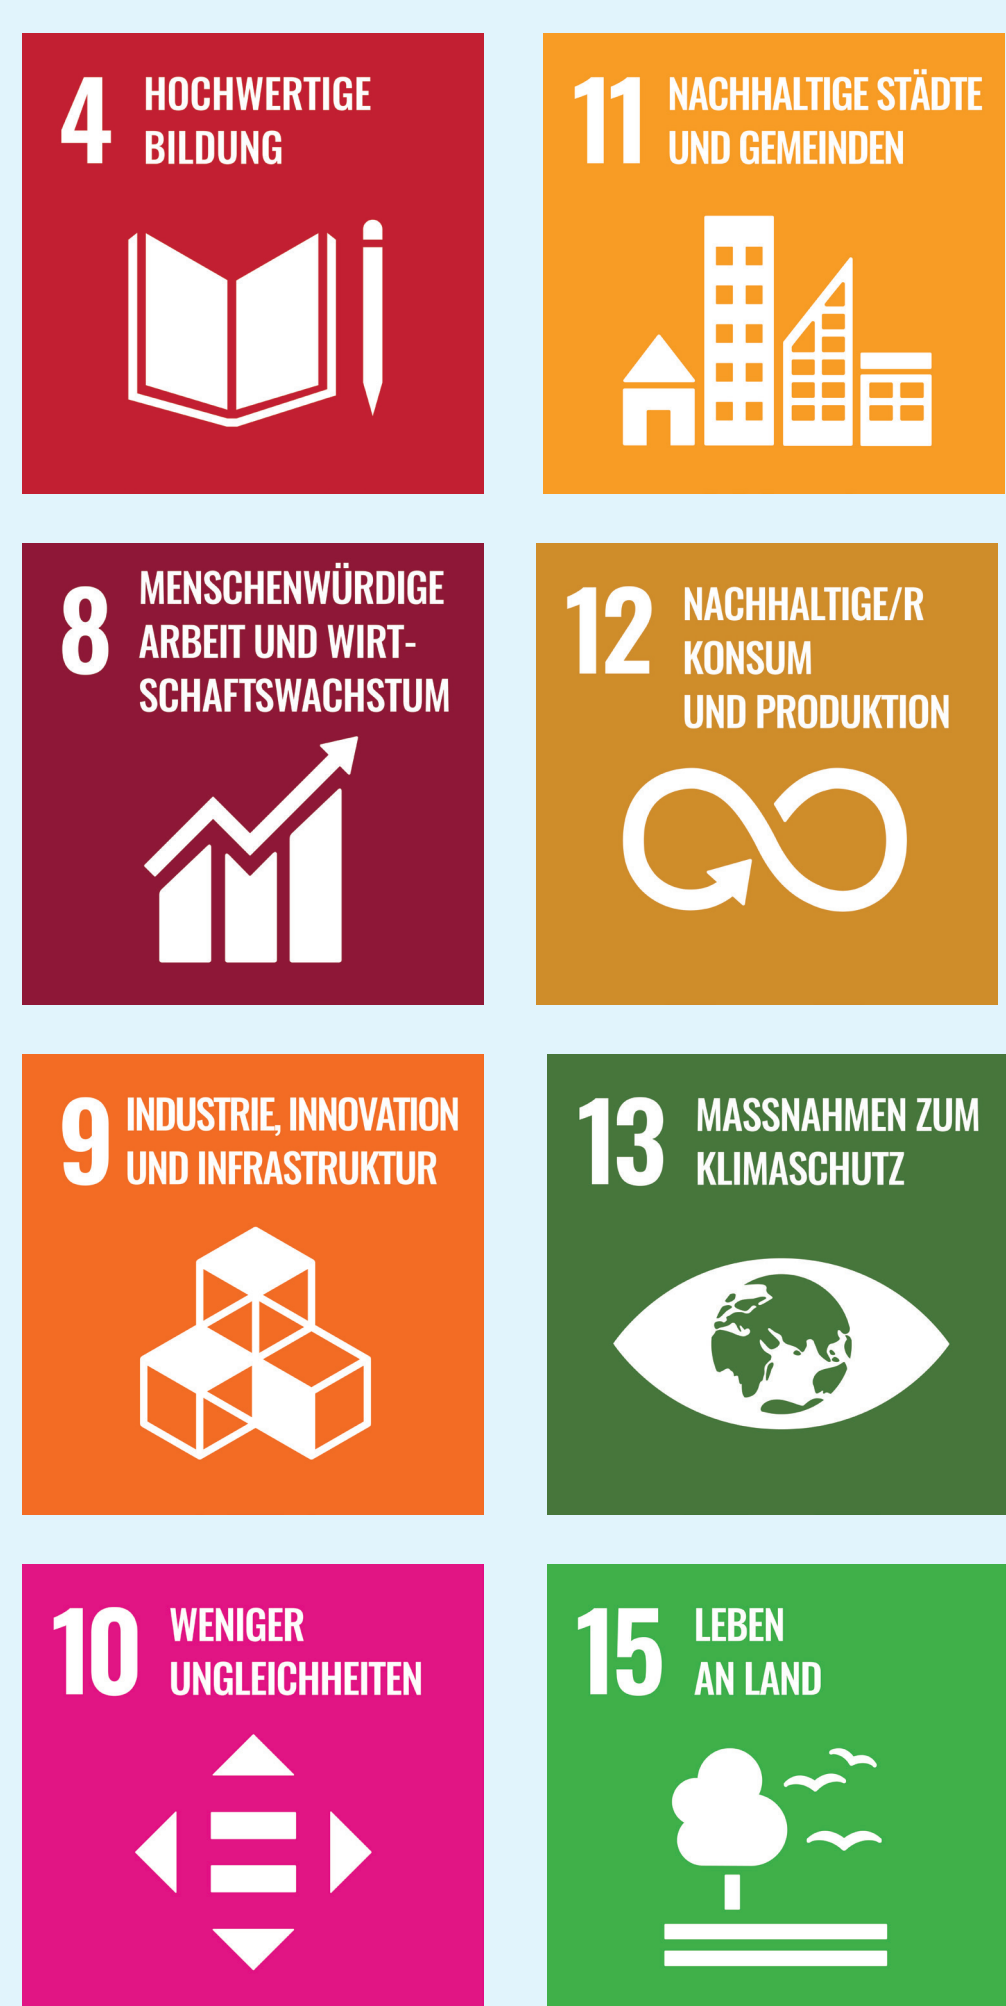 4 HOCHWERTIGE
BILDUNG
11 NACHHALTIGE STÄDTE
UND GEMEINDEN
8 MENSCHENWÜRDIGE
ARBEIT UND WIRT-
SCHAFTSWACHSTUM
12 NACHHALTIGE/R
KONSUM
UND PRODUKTION
9 INDUSTRIE, INNOVATION
UND INFRASTRUKTUR
13 MASSNAHMEN ZUM
KLIMASCHUTZ
10 WENIGER
UNGLEICHHEITEN
15 LEBEN
AN LAND